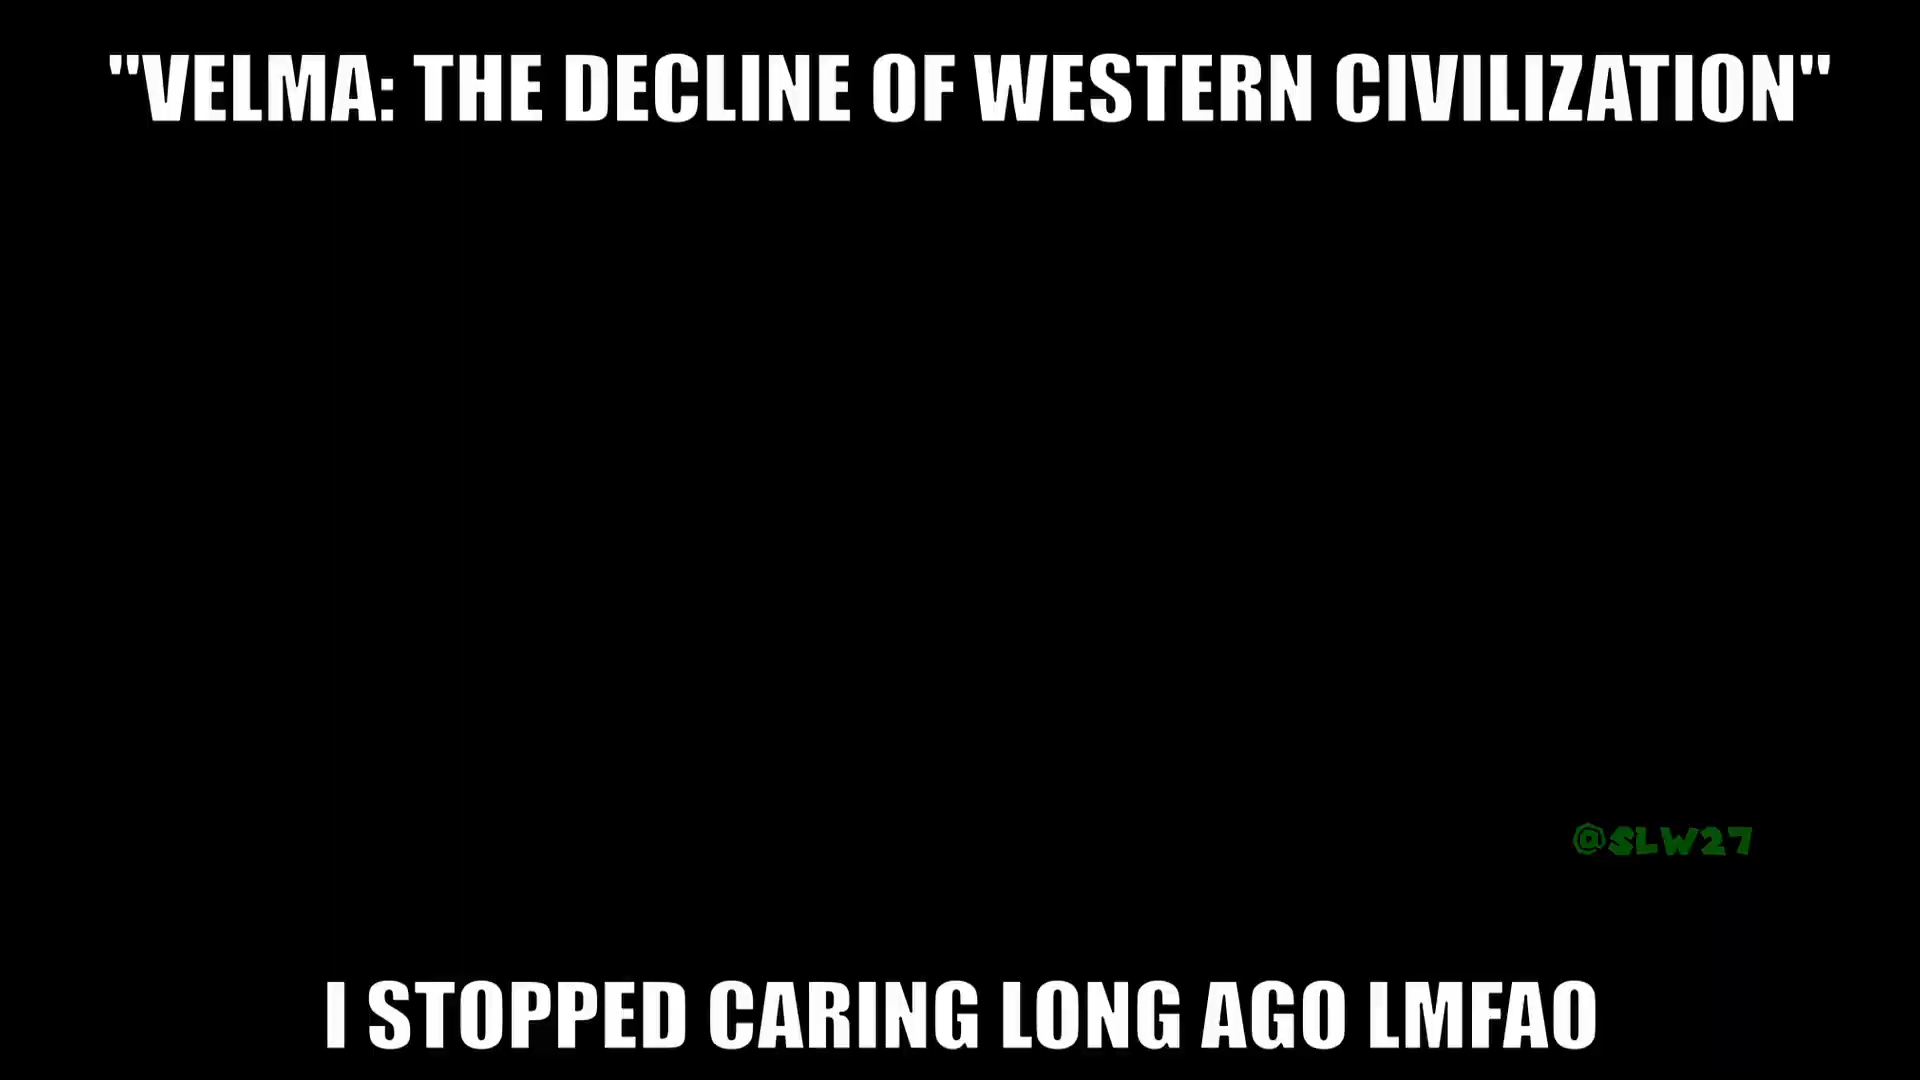 "VELMA: THE DECLINE OF WESTERN CIVILIZATION"
@SLW27
I STOPPED CARING LONG AGO LMFAO